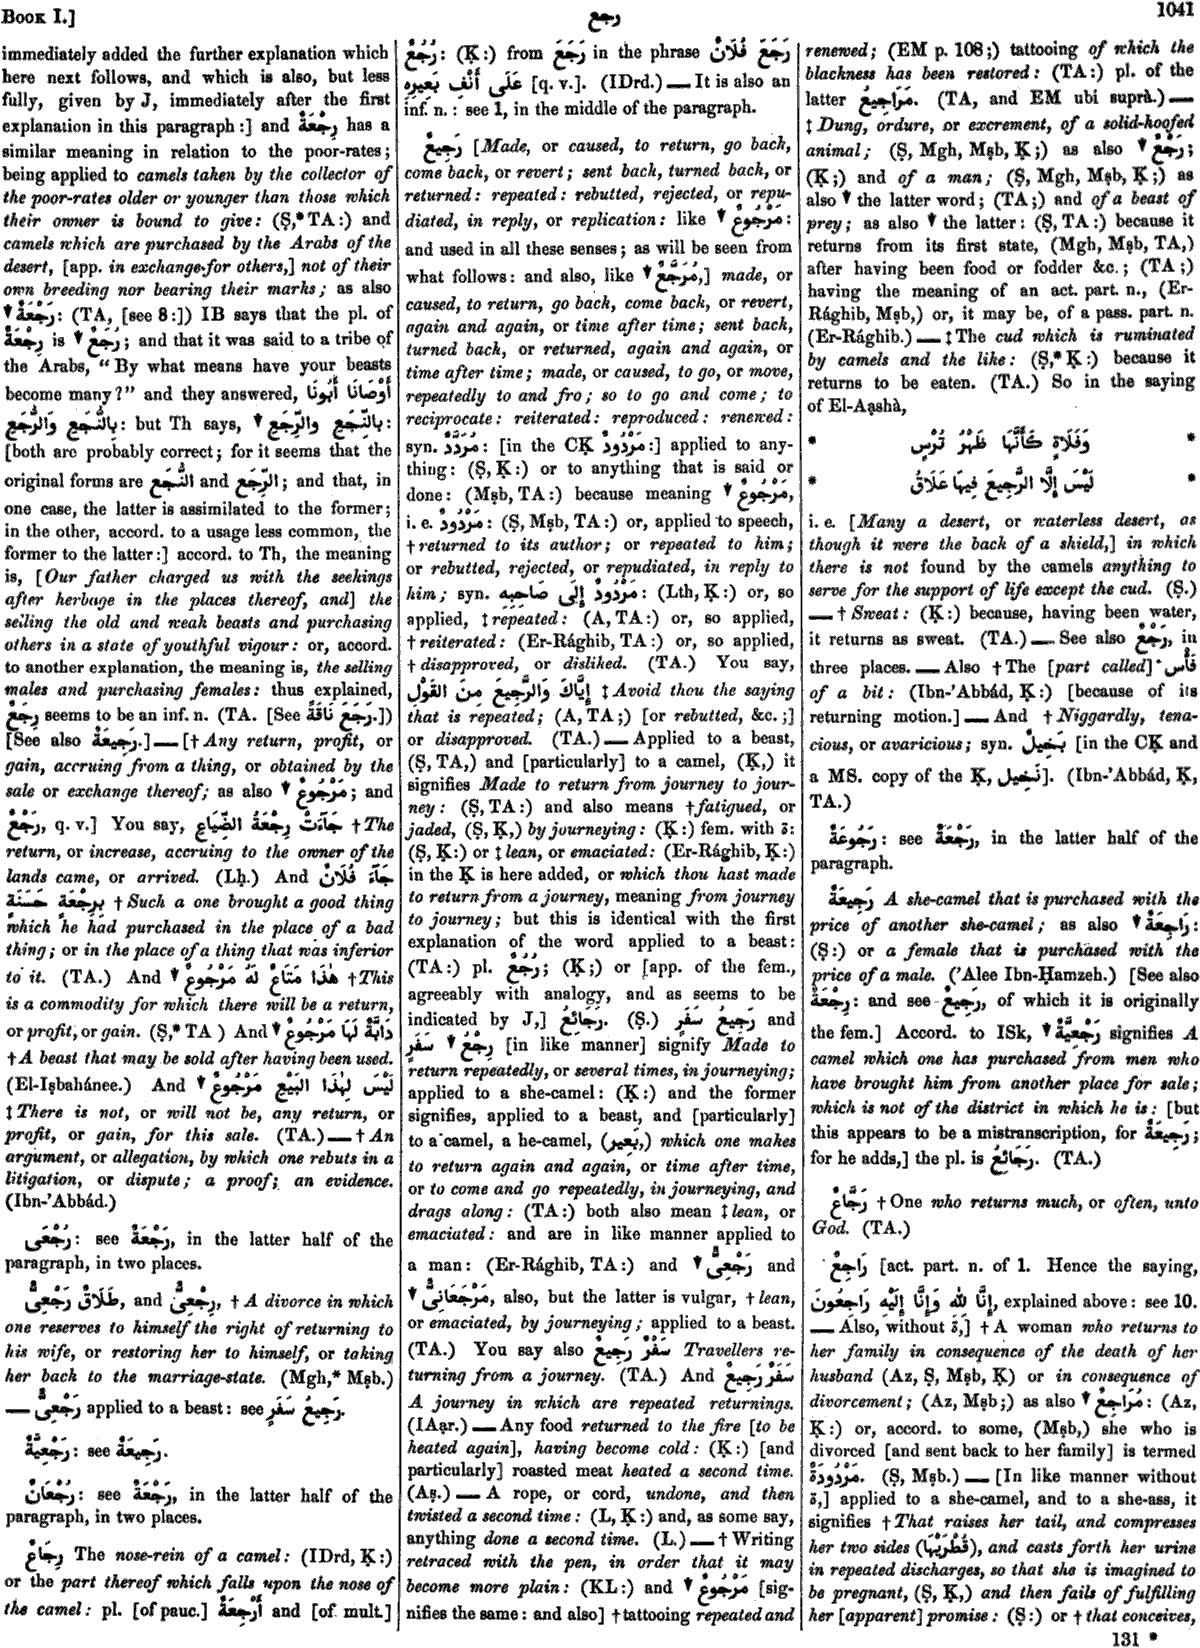 BOOK I.]
رجع
1041
immediately added the further explanation which
here next follows, and which is also, but less
fully, given by J, immediately after the first
explanation in this paragraph :] and رِجْعَةٌ has a
similar meaning in relation to the poor-rates;
being applied to camels taken by the collector of
the poor-rates older or younger than those which
their owner is bound to give: (Ṣ,* TA:) and
camels which are purchased by the Arabs of the
desert, [app. in exchange for others,] not of their
own breeding nor bearing their marks; as also
▾ رَجْعَةٌ: (TA, [see 8:]) IB says that the pl. of
رِجْعَةٌ is ▾ رُجَعٌ; and that it was said to a tribe of
the Arabs, “By what means have your beasts
become many?” and they answered, أَوْصَانَا أَبُونَا
بِالنُّجَعِ وَالرُّجَعِ: but Th says, ▾ بِالنِّجَعِ والرِّجَعِ:
[both are probably correct; for it seems that the
original forms are النُّجَع and الرِّجَع; and that, in
one case, the latter is assimilated to the former;
in the other, accord. to a usage less common, the
former to the latter:] accord. to Th, the meaning
is, [Our father charged us with the seekings
after herbage in the places thereof, and] the
selling the old and weak beasts and purchasing
others in a state of youthful vigour: or, accord.
to another explanation, the meaning is, the selling
males and purchasing females: thus explained,
رِجَعٌ seems to be an inf. n. (TA. [See رَجَعَ نَاقَةً.])
[See also رَجِيعَةٌ.] — [† Any return, profit, or
gain, accruing from a thing, or obtained by the
sale or exchange thereof; as also ▾ مَرْجُوعٌ; and
رَجْعٌ, q. v.] You say, جَآءَتْ رِجْعَةُ الضِّيَاعِ † The
return, or increase, accruing to the owner of the
lands came, or arrived. (Lḥ.) And جَآءَ فُلَانٌ
بِرِجْعَةٍ حَسَنَةٍ † Such a one brought a good thing
which he had purchased in the place of a bad
thing; or in the place of a thing that was inferior
to it. (TA.) And ▾ هٰذَا مَتَاعٌ لَهُ مَرْجُوعٌ † This
is a commodity for which there will be a return,
or profit, or gain. (Ṣ,* TA ) And ▾ دَابَّةٌ لَهَا مَرْجُوعٌ
† A beast that may be sold after having been used.
(El-Iṣbahánee.) And ▾ لَيْسَ لِهٰذَا البَيْعِ مَرْجُوعٌ
‡ There is not, or will not be, any return, or
profit, or gain, for this sale. (TA.) — † An
argument, or allegation, by which one rebuts in a
litigation, or dispute; a proof; an evidence.
(Ibn-'Abbád.)
رُجْعَى: see رَجْعَةٌ, in the latter half of the
paragraph, in two places.
طَلَاقٌ رَجْعِىٌّ, and رِجْعِىٌّ, † A divorce in which
one reserves to himself the right of returning to
his wife, or restoring her to himself, or taking
her back to the marriage-state. (Mgh,* Mṣb.)
— رَجْعِىٌّ applied to a beast: see رَجِيعُ سَفَرٍ.
رَجْعِيَّةٌ: see رَجِيعَةٌ.
رُجْعَانٌ: see رَجْعَةٌ, in the latter half of the
paragraph, in two places.
رِجَاعٌ The nose-rein of a camel: (IDrd, Ḳ:)
or the part thereof which falls upon the nose of
the camel: pl. [of pauc.] أَرْجِعَةٌ and [of mult.]
رُجُعٌ: (Ḳ:) from رَجَعَ in the phrase رَجَعَ فُلَانٌ
عَلَى أَنْفِ بَعِيرِهِ [q. v.]. (IDrd.) — It is also an
inf. n.: see 1, in the middle of the paragraph.
رَجِيعٌ [Made, or caused, to return, go back,
come back, or revert; sent back, turned back, or
returned: repeated: rebutted, rejected, or repu-
diated, in reply, or replication: like ▾ مَرْجُوعٌ:
and used in all these senses; as will be seen from
what follows: and also, like ▾ مُرَجَّعٌ,] made, or
caused, to return, go back, come back, or revert,
again and again, or time after time; sent back,
turned back, or returned, again and again, or
time after time; made, or caused, to go, or move,
repeatedly to and fro; so to go and come; to
reciprocate: reiterated: reproduced: renewed:
syn. مُرَدَّدٌ: [in the CḲ مَرْدُودٌ:] applied to any-
thing: (Ṣ, Ḳ:) or to anything that is said or
done: (Mṣb, TA:) because meaning ▾ مَرْجُوعٌ,
i. e. مَرْدُودٌ: (Ṣ, Mṣb, TA:) or, applied to speech,
† returned to its author; or repeated to him;
or rebutted, rejected, or repudiated, in reply to
him; syn. مَرْدُودٌ إِلَى صَاحِبِهِ: (Lth, Ḳ:) or, so
applied, ‡ repeated: (A, TA:) or, so applied,
† reiterated: (Er-Rághib, TA:) or, so applied,
† disapproved, or disliked. (TA.) You say,
إِيَّاكَ وَالرَّجِيعَ مِنَ القَوْلِ ‡ Avoid thou the saying
that is repeated; (A, TA;) [or rebutted, &c.;]
or disapproved. (TA.) — Applied to a beast,
(Ṣ, TA,) and [particularly] to a camel, (Ḳ,) it
signifies Made to return from journey to jour-
ney: (Ṣ, TA:) and also means † fatigued, or
jaded, (Ṣ, Ḳ,) by journeying: (Ḳ:) fem. with ة:
(Ṣ, Ḳ:) or ‡ lean, or emaciated: (Er-Rághib, Ḳ:)
in the Ḳ is here added, or which thou hast made
to return from a journey, meaning from journey
to journey; but this is identical with the first
explanation of the word applied to a beast:
(TA:) pl. رُجُعٌ; (Ḳ;) or [app. of the fem.,
agreeably with analogy, and as seems to be
indicated by J,] رَجَائِعُ. (Ṣ.) رَجِيعُ سَفَرٍ and
▾ رِجْعُ سَفَرٍ [in like manner] signify Made to
return repeatedly, or several times, in journeying;
applied to a she-camel: (Ḳ:) and the former
signifies, applied to a beast, and [particularly]
to a camel, a he-camel, (بَعِير,) which one makes
to return again and again, or time after time,
or to come and go repeatedly, in journeying, and
drags along: (TA:) both also mean ‡ lean, or
emaciated: and are in like manner applied to
a man: (Er-Rághib, TA:) and ▾ رَجْعِىٌّ and
▾ مَرْجَعَانِىٌّ, also, but the latter is vulgar, † lean,
or emaciated, by journeying; applied to a beast.
(TA.) You say also سَفْرٌ رَجِيعٌ Travellers re-
turning from a journey. (TA.) And سَفَرٌ رَجِيعٌ
A journey in which are repeated returnings.
(IAạr.) — Any food returned to the fire [to be
heated again], having become cold: (Ḳ:) [and
particularly] roasted meat heated a second time.
(Aṣ.) — A rope, or cord, undone, and then
twisted a second time: (L, Ḳ:) and, as some say,
anything done a second time. (L.) — † Writing
retraced with the pen, in order that it may
become more plain: (KL:) and ▾ مَرْجُوعٌ [sig-
nifies the same: and also] † tattooing repeated and
renewed; (EM p. 108;) tattooing of which the
blackness has been restored: (TA:) pl. of the
latter مَرَاجِيعُ. (TA, and EM ubi suprà.) —
‡ Dung, ordure, or excrement, of a solid-hoofed
animal; (Ṣ, Mgh, Mṣb, Ḳ;) as also ▾ رَجْعٌ;
(Ḳ;) and of a man; (Ṣ, Mgh, Mṣb, Ḳ;) as
also ▾ the latter word; (TA;) and of a beast of
prey; as also ▾ the latter: (Ṣ, TA:) because it
returns from its first state, (Mgh, Mṣb, TA,)
after having been food or fodder &c.; (TA;)
having the meaning of an act. part. n., (Er-
Rághib, Mṣb,) or, it may be, of a pass. part. n.
(Er-Rághib.) — ‡ The cud which is ruminated
by camels and the like: (Ṣ,* Ḳ:) because it
returns to be eaten. (TA.) So in the saying
of El-Aạshà,
* وَفَلَاةٍ كَأَنَّهَا ظَهْرُ تُرْسٍ *
* لَيْسَ إِلَّا الرَّجِيعَ فِيهَا عَلَاقُ *
i. e. [Many a desert, or waterless desert, as
though it were the back of a shield,] in which
there is not found by the camels anything to
serve for the support of life except the cud. (Ṣ.)
— † Sweat: (Ḳ:) because, having been water,
it returns as sweat. (TA.) — See also رَجْعٌ, in
three places. — Also † The [part called] فَأْس
of a bit: (Ibn-'Abbád, Ḳ:) [because of its
returning motion.] — And † Niggardly, tena-
cious, or avaricious; syn. بَخِيلٌ [in the CḲ and
a MS. copy of the Ḳ, نَخِيل]. (Ibn-'Abbád, Ḳ,
TA.)
رَجُوعَةٌ: see رَجْعَةٌ, in the latter half of the
paragraph.
رَجِيعَةٌ A she-camel that is purchased with the
price of another she-camel; as also ▾ رَاجِعَةٌ:
(Ṣ:) or a female that is purchased with the
price of a male. ('Alee Ibn-Ḥamzeh.) [See also
رِجْعَةٌ: and see رَجِيعٌ, of which it is originally
the fem.] Accord. to ISk, ▾ رَجْعِيَّةٌ signifies A
camel which one has purchased from men who
have brought him from another place for sale;
which is not of the district in which he is: [but
this appears to be a mistranscription, for رَجِيعَةٌ;
for he adds,] the pl. is رَجَائِعُ. (TA.)
رَجَّاعٌ † One who returns much, or often, unto
God. (TA.)
رَاجِعٌ [act. part. n. of 1. Hence the saying,
إِنَّا لِلّٰهِ وَإِنَّا إِلَيْهِ رَاجِعُونَ, explained above: see 10.
— Also, without ة,] † A woman who returns to
her family in consequence of the death of her
husband (Az, Ṣ, Mṣb, Ḳ) or in consequence of
divorcement; (Az, Mṣb;) as also ▾ مُرَاجِعٌ: (Az,
Ḳ:) or, accord. to some, (Mṣb,) she who is
divorced [and sent back to her family] is termed
مَرْدُودَةٌ. (Ṣ, Mṣb.) — [In like manner without
ة,] applied to a she-camel, and to a she-ass, it
signifies † That raises her tail, and compresses
her two sides (قُطْرَيْهَا), and casts forth her urine
in repeated discharges, so that she is imagined to
be pregnant, (Ṣ, Ḳ,) and then fails of fulfilling
her [apparent] promise: (Ṣ:) or † that conceives,
131 *